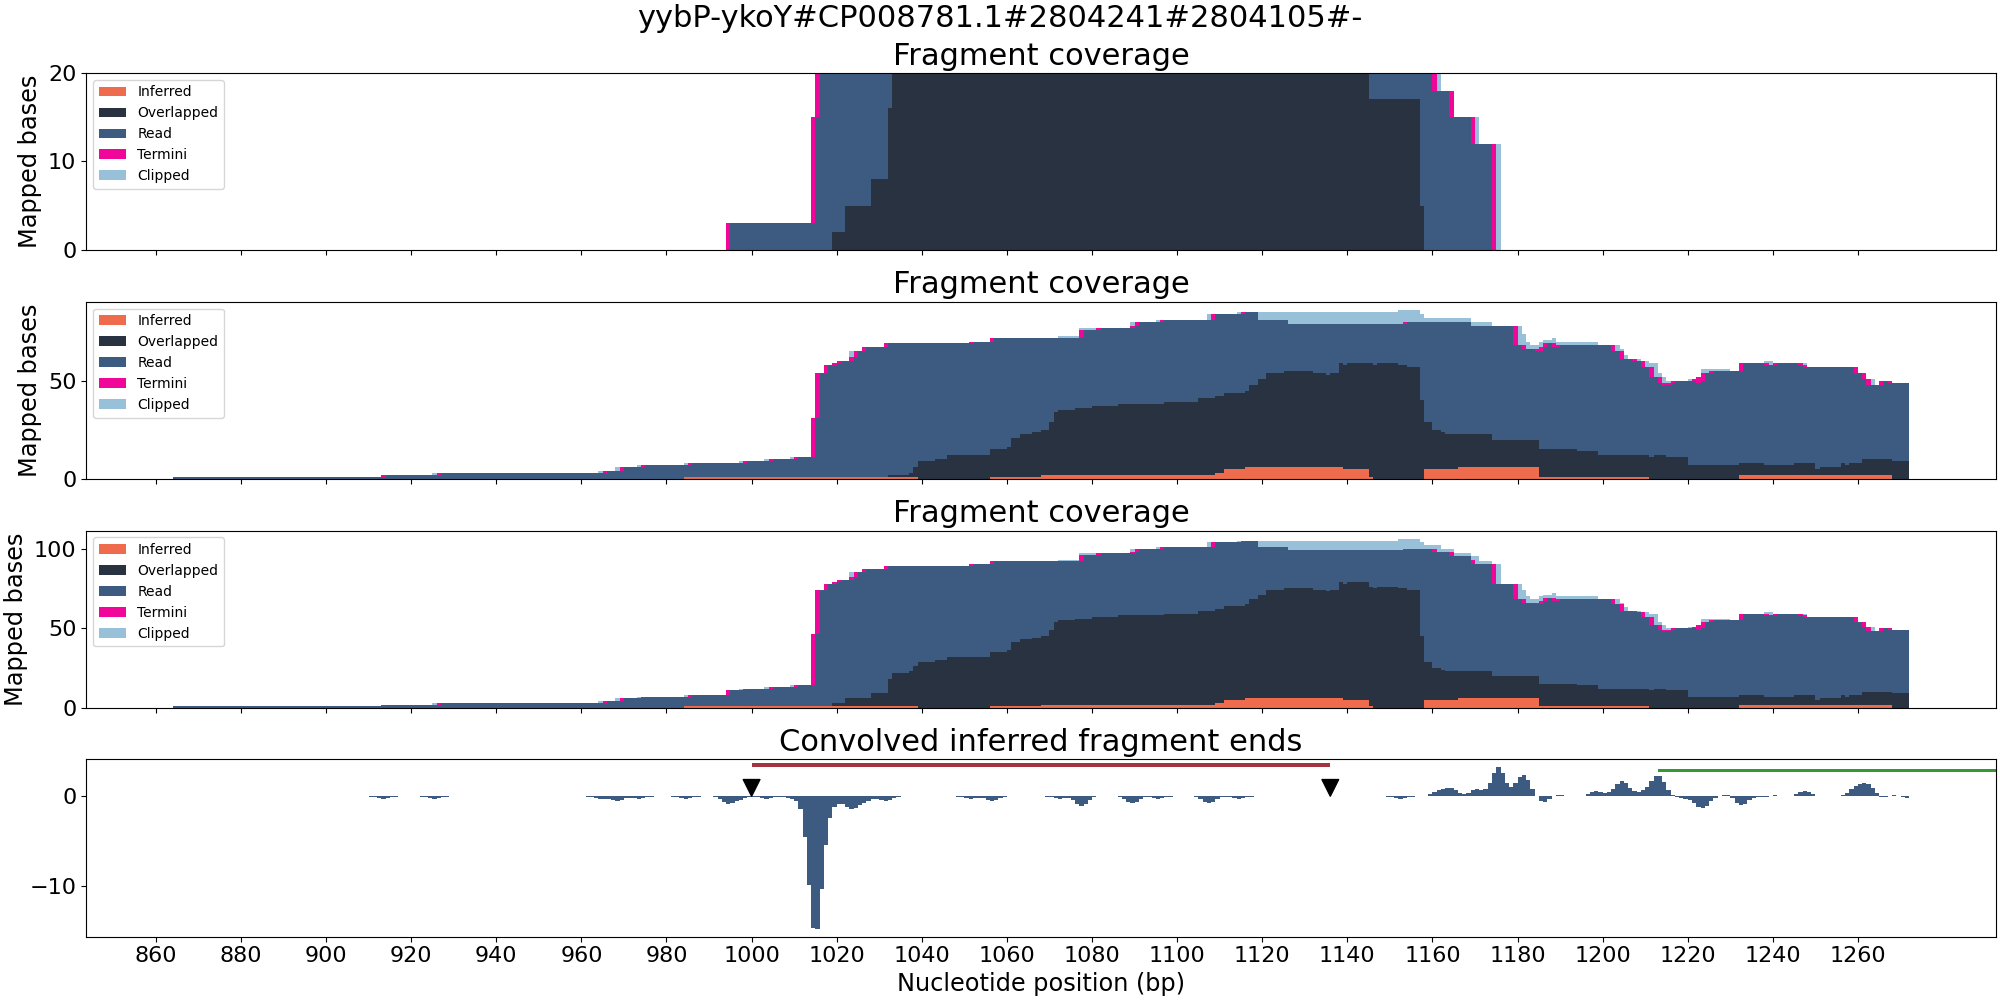 yybP-ykoY#CP008781.1#2804241#2804105#-
Fragment coverage
Mapped bases
20
10
0
Inferred
Overlapped
Read
Termini
Clipped
Fragment coverage
Mapped bases
50
0
Inferred
Overlapped
Read
Termini
Clipped
Fragment coverage
Mapped bases
100
50
0
Inferred
Overlapped
Read
Termini
Clipped
Convolved inferred fragment ends
0
−10
860 880 900 920 940 960 980 1000 1020 1040 1060 1080 1100 1120 1140 1160 1180 1200 1220 1240 1260
Nucleotide position (bp)